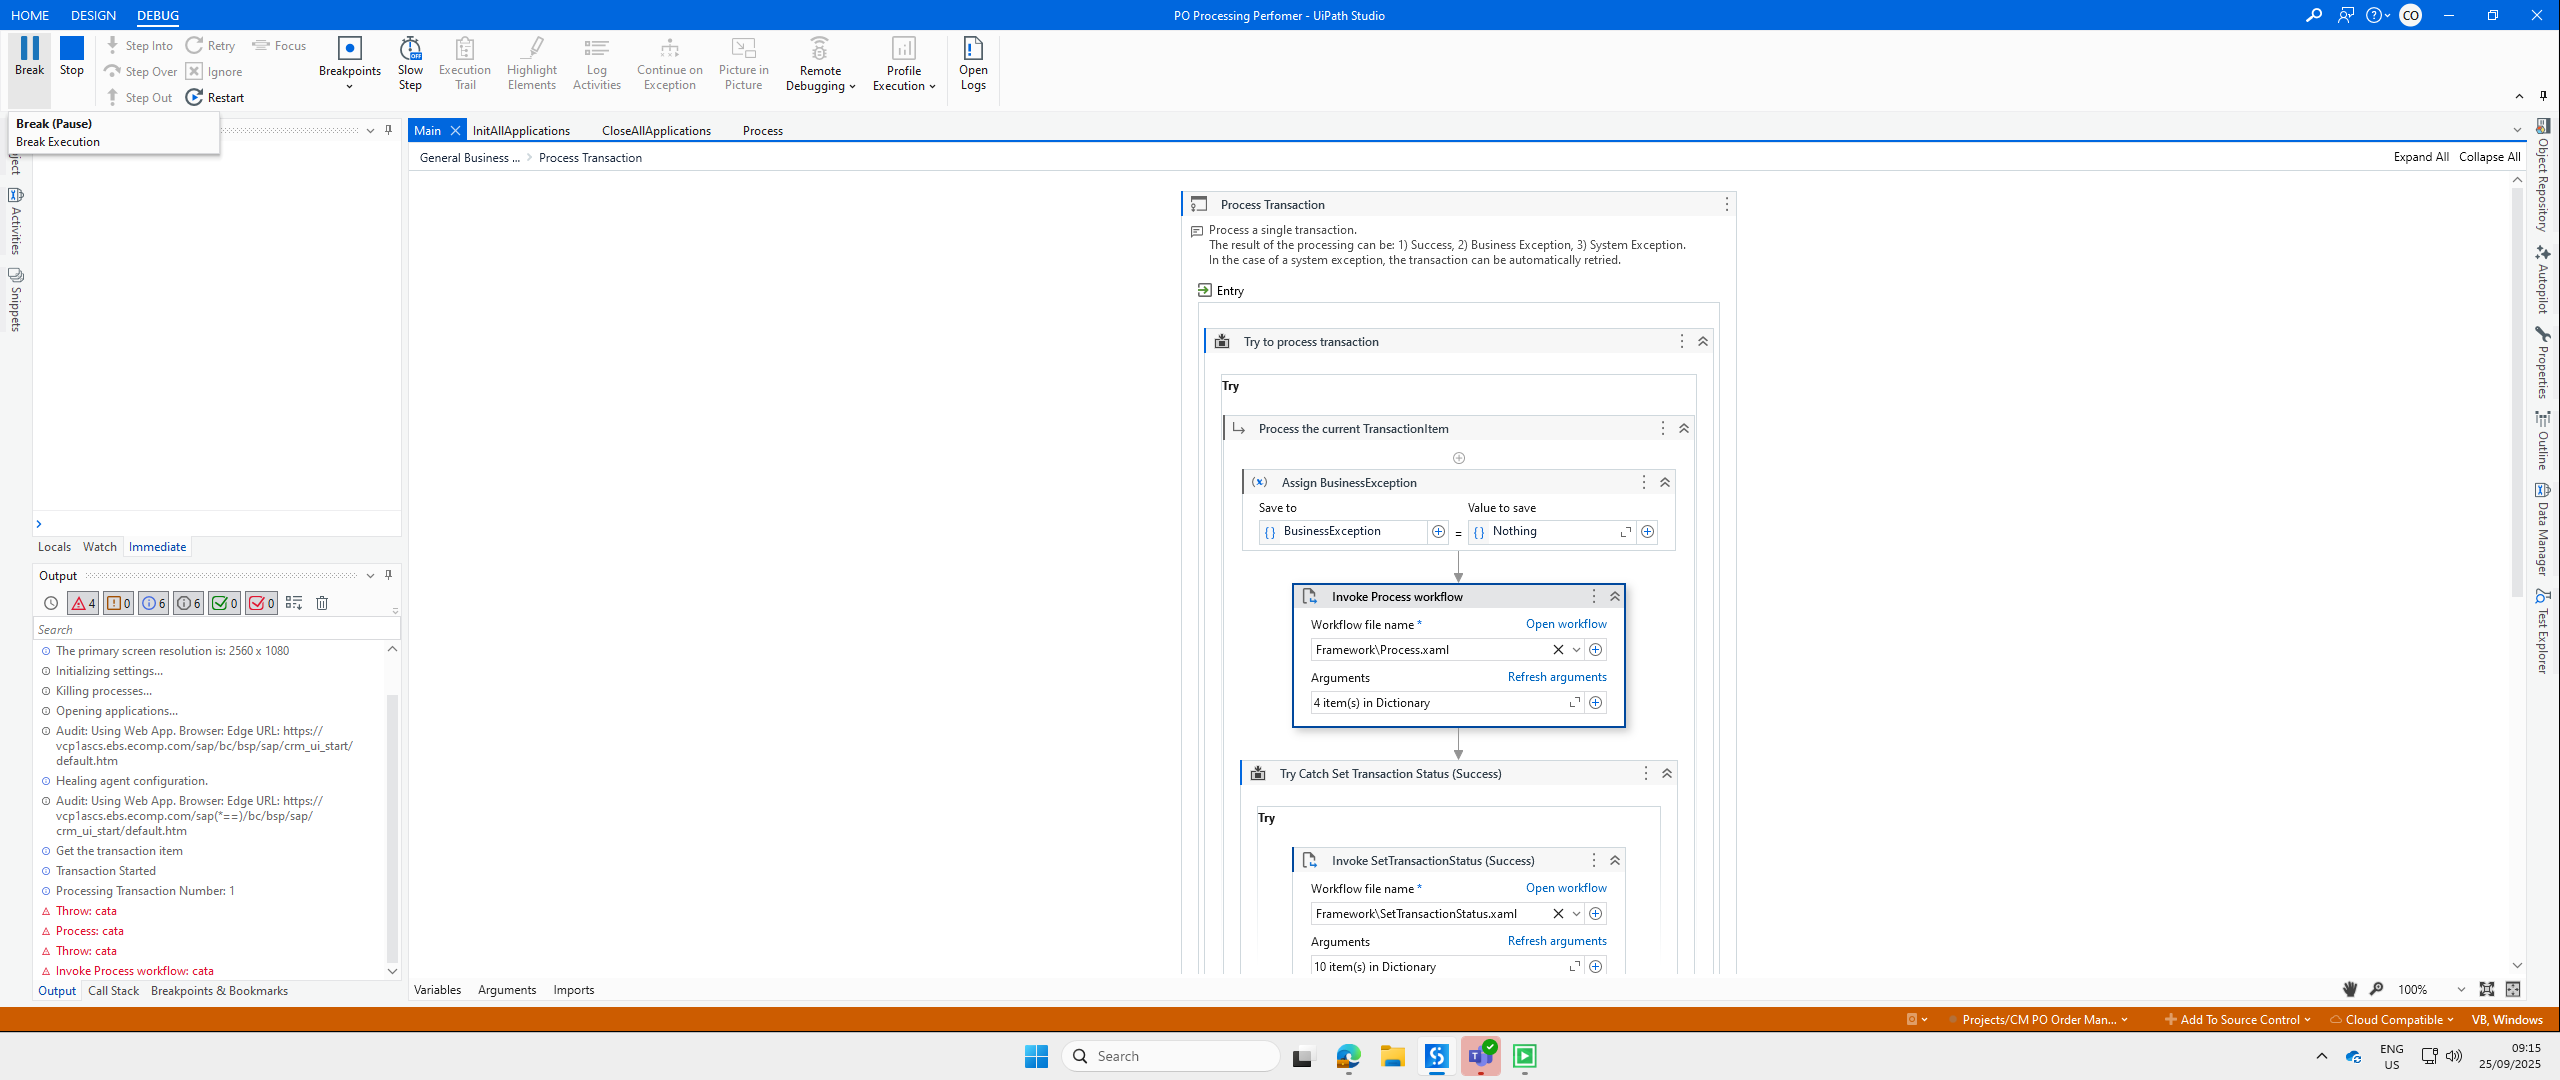 HOME DESIGN DEBUG
PO Processing Perfomer - UiPath Studio
CO
Break
Stop
Step Into
Step Over
Step Out
Retry
Ignore
Restart
Focus
Breakpoints
Slow
Step
Execution
Trail
Highlight
Elements
Log
Activities
Continue on
Exception
Picture in
Picture
Remote
Debugging
Profile
Execution
Open
Logs
Break (Pause)
Break Execution
Activities
Snippets
Locals Watch Immediate
Output
4 0 6 6 0 0
Search
The primary screen resolution is: 2560 x 1080
Initializing settings...
Killing processes...
Opening applications...
Audit: Using Web App. Browser: Edge URL: https://
vcp1ascs.ebs.ecomp.com/sap/bc/bsp/sap/crm_ui_start/
default.htm
Healing agent configuration.
Audit: Using Web App. Browser: Edge URL: https://
vcp1ascs.ebs.ecomp.com/sap(*==)/bc/bsp/sap/
crm_ui_start/default.htm
Get the transaction item
Transaction Started
Processing Transaction Number: 1
Throw: cata
Process: cata
Throw: cata
Invoke Process workflow: cata
Output Call Stack Breakpoints & Bookmarks
Main InitAllApplications CloseAllApplications Process
General Business ... > Process Transaction
Expand All Collapse All
Process Transaction
Process a single transaction.
The result of the processing can be: 1) Success, 2) Business Exception, 3) System Exception.
In the case of a system exception, the transaction can be automatically retried.
Entry
Try to process transaction
Try
Process the current TransactionItem
Assign BusinessException
Save to Value to save
BusinessException = Nothing
Invoke Process workflow
Workflow file name * Open workflow
Framework\Process.xaml
Arguments Refresh arguments
4 item(s) in Dictionary
Try Catch Set Transaction Status (Success)
Try
Invoke SetTransactionStatus (Success)
Workflow file name * Open workflow
Framework\SetTransactionStatus.xaml
Arguments Refresh arguments
10 item(s) in Dictionary
Variables Arguments Imports
100%
Object Repository
Autopilot
Properties
Outline
Data Manager
Test Explorer
Projects/CM PO Order Man... Add To Source Control Cloud Compatible VB, Windows
Search
ENG
US
09:15
25/09/2025